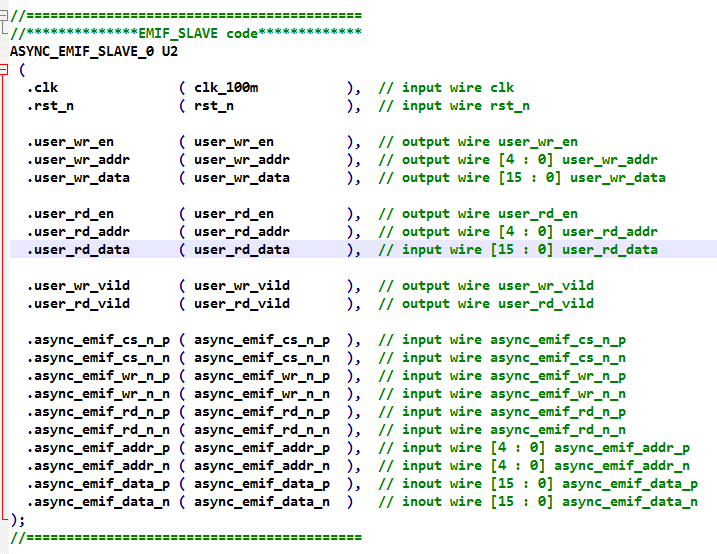 //========================================
//**************EMIF_SLAVE code*************
ASYNC_EMIF_SLAVE_0 U2
(
.clk ( clk_100m ), // input wire clk
.rst_n ( rst_n ), // input wire rst_n
.user_wr_en ( user_wr_en ), // output wire user_wr_en
.user_wr_addr ( user_wr_addr ), // output wire [4 : 0] user_wr_addr
.user_wr_data ( user_wr_data ), // output wire [15 : 0] user_wr_data
.user_rd_en ( user_rd_en ), // output wire user_rd_en
.user_rd_addr ( user_rd_addr ), // output wire [4 : 0] user_rd_addr
.user_rd_data ( user_rd_data ), // input wire [15 : 0] user_rd_data
.user_wr_vild ( user_wr_vild ), // output wire user_wr_vild
.user_rd_vild ( user_rd_vild ), // output wire user_rd_vild
.async_emif_cs_n_p ( async_emif_cs_n_p ), // input wire async_emif_cs_n_p
.async_emif_cs_n_n ( async_emif_cs_n_n ), // input wire async_emif_cs_n_n
.async_emif_wr_n_p ( async_emif_wr_n_p ), // input wire async_emif_wr_n_p
.async_emif_wr_n_n ( async_emif_wr_n_n ), // input wire async_emif_wr_n_n
.async_emif_rd_n_p ( async_emif_rd_n_p ), // input wire async_emif_rd_n_p
.async_emif_rd_n_n ( async_emif_rd_n_n ), // input wire async_emif_rd_n_n
.async_emif_addr_p ( async_emif_addr_p ), // input wire [4 : 0] async_emif_addr_p
.async_emif_addr_n ( async_emif_addr_n ), // input wire [4 : 0] async_emif_addr_n
.async_emif_data_p ( async_emif_data_p ), // inout wire [15 : 0] async_emif_data_p
.async_emif_data_n ( async_emif_data_n ) // inout wire [15 : 0] async_emif_data_n
);
//========================================